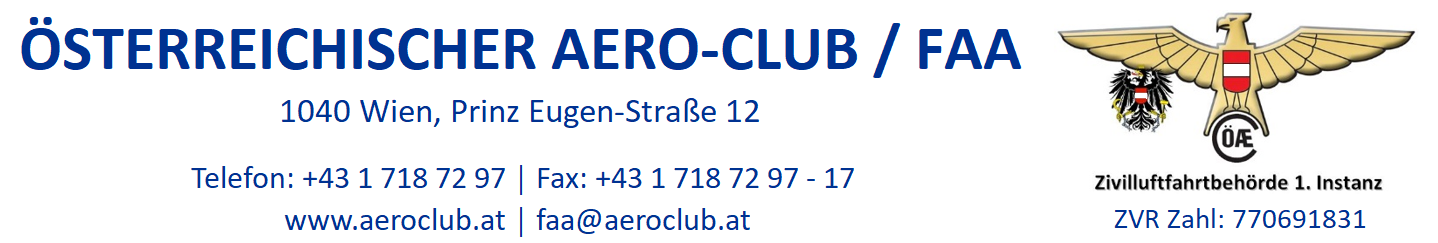 ÖSTERREICHISCHER AERO-CLUB / FAA
1040 Wien, Prinz Eugen-Straße 12
Telefon: +43 1 718 72 97 | Fax: +43 1 718 72 97 - 17
www.aeroclub.at | faa@aeroclub.at
ÖÆC
Zivilluftfahrtbehörde 1. Instanz
ZVR Zahl: 770691831